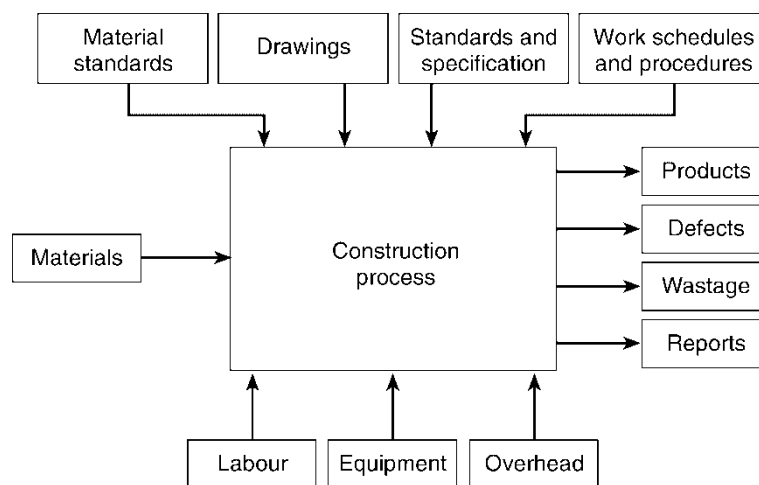 Material
standards
Drawings
Standards and
specification
Work schedules
and procedures
Products
Defects
Materials
Construction
process
Wastage
Reports
Labour
Equipment
Overhead